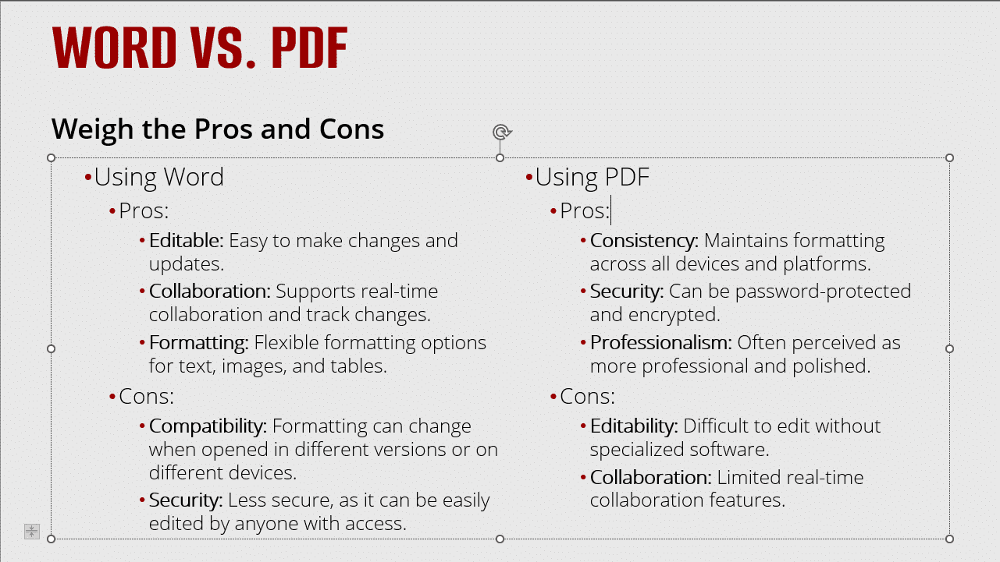 WORD VS. PDF
Weigh the Pros and Cons
•Using Word
•Pros:
•Editable: Easy to make changes and
updates.
•Collaboration: Supports real-time
collaboration and track changes.
•Formatting: Flexible formatting options
for text, images, and tables.
•Cons:
•Compatibility: Formatting can change
when opened in different versions or on
different devices.
•Security: Less secure, as it can be easily
edited by anyone with access.
•Using PDF
•Pros:
•Consistency: Maintains formatting
across all devices and platforms.
•Security: Can be password-protected
and encrypted.
•Professionalism: Often perceived as
more professional and polished.
•Cons:
•Editability: Difficult to edit without
specialized software.
•Collaboration: Limited real-time
collaboration features.